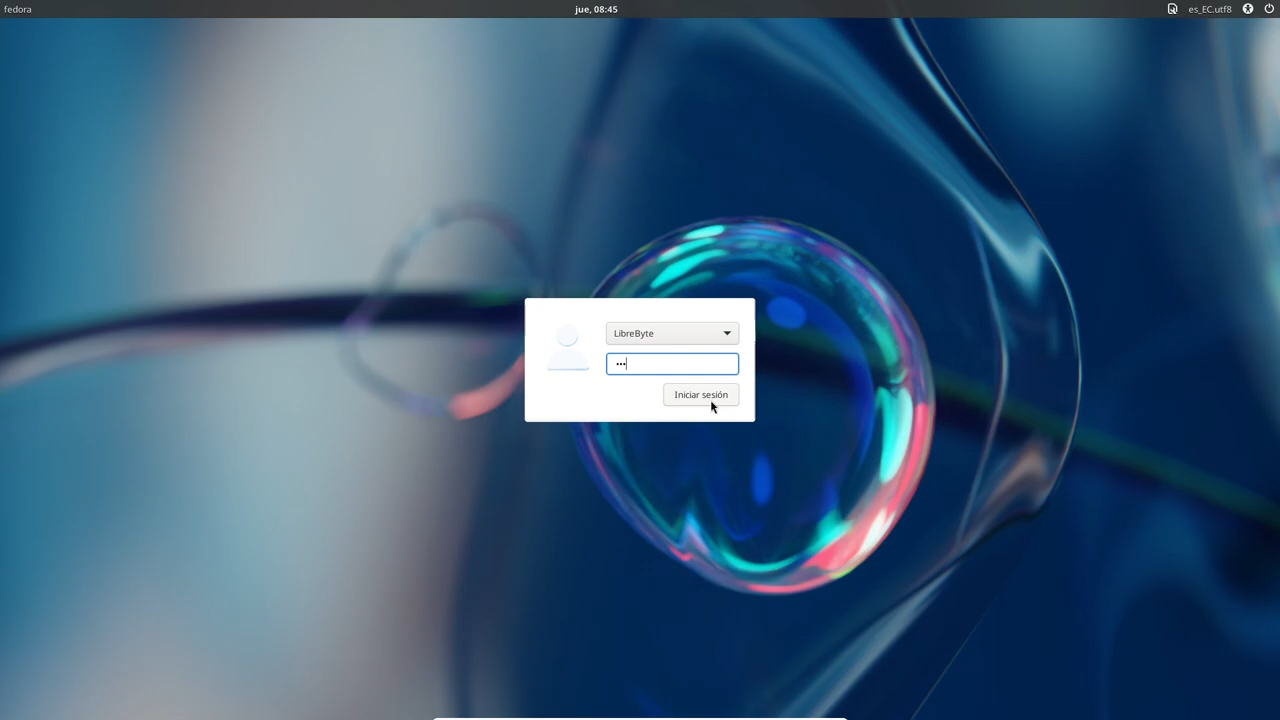 fedora
jue, 08:45
es_EC.utf8
LibreByte
•••
Iniciar sesión